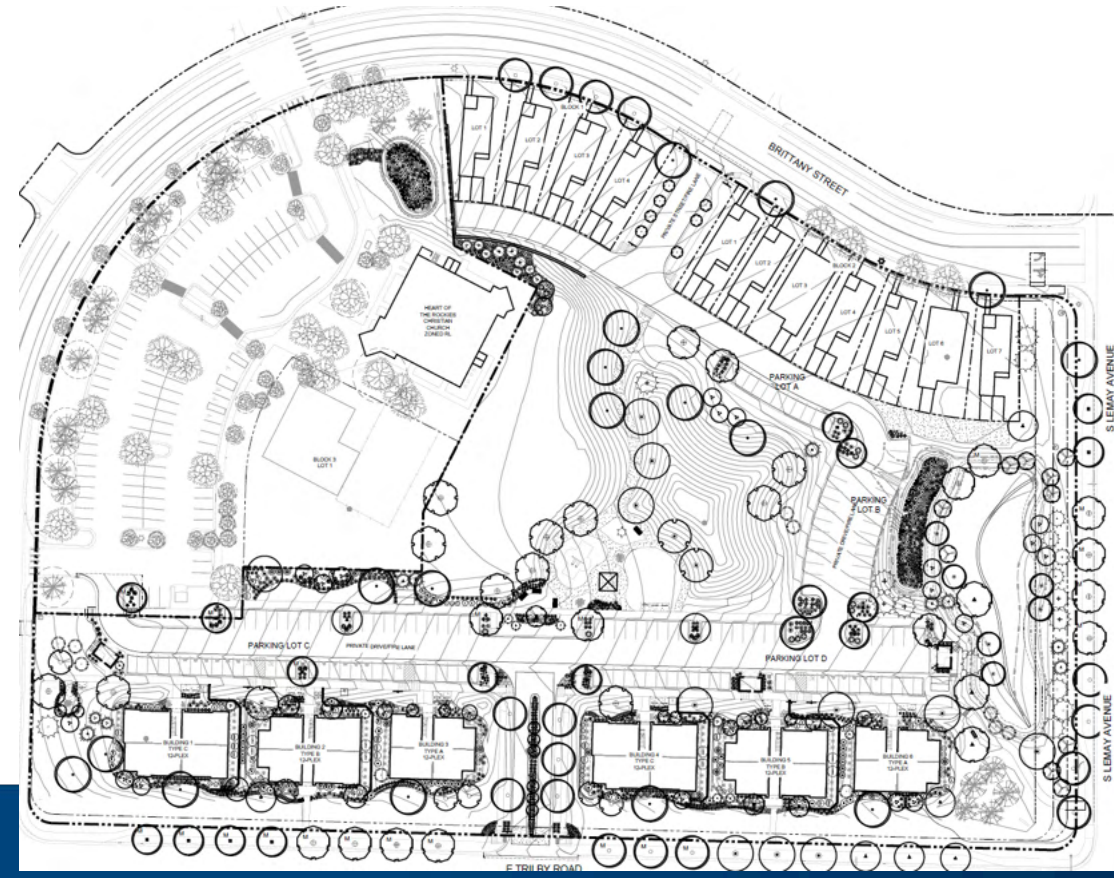 BLOCK 1
LOT 1
LOT 2
LOT 3
LOT 4
BRITTANY STREET
PRIVATE DRIVE/FIRE LANE
LOT 1
LOT 2
BLOCK 2
LOT 3
LOT 4
LOT 5
LOT 6
LOT 7
HEART OF
THE ROCKIES
CHRISTIAN
CHURCH
ZONED RL
S LEMAY AVENUE
PARKING
LOT A
BLOCK 3
LOT 1
PARKING
LOT B
PRIVATE DRIVE/FIRE LANE
PARKING LOT C
PRIVATE DRIVE/FIRE LANE
PARKING LOT D
S LEMAY AVENUE
BUILDING 1
TYPE C
12-PLEX
BUILDING 2
TYPE B
12-PLEX
BUILDING 3
TYPE A
12-PLEX
BUILDING 4
TYPE C
12-PLEX
BUILDING 5
TYPE B
12-PLEX
BUILDING 6
TYPE A
12-PLEX
E TRILBY ROAD